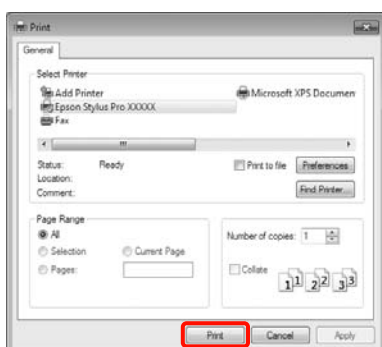 Print
General
Select Printer
Add Printer
Microsoft XPS Documen
Epson Stylus Pro XXXXX
Fax
Status: Ready
Print to file
Preferences
Location:
Comment:
Find Printer...
Page Range
All
Selection
Current Page
Pages:
Number of copies: 1
Collate
1 1 2 2 3 3
Print
Cancel
Apply